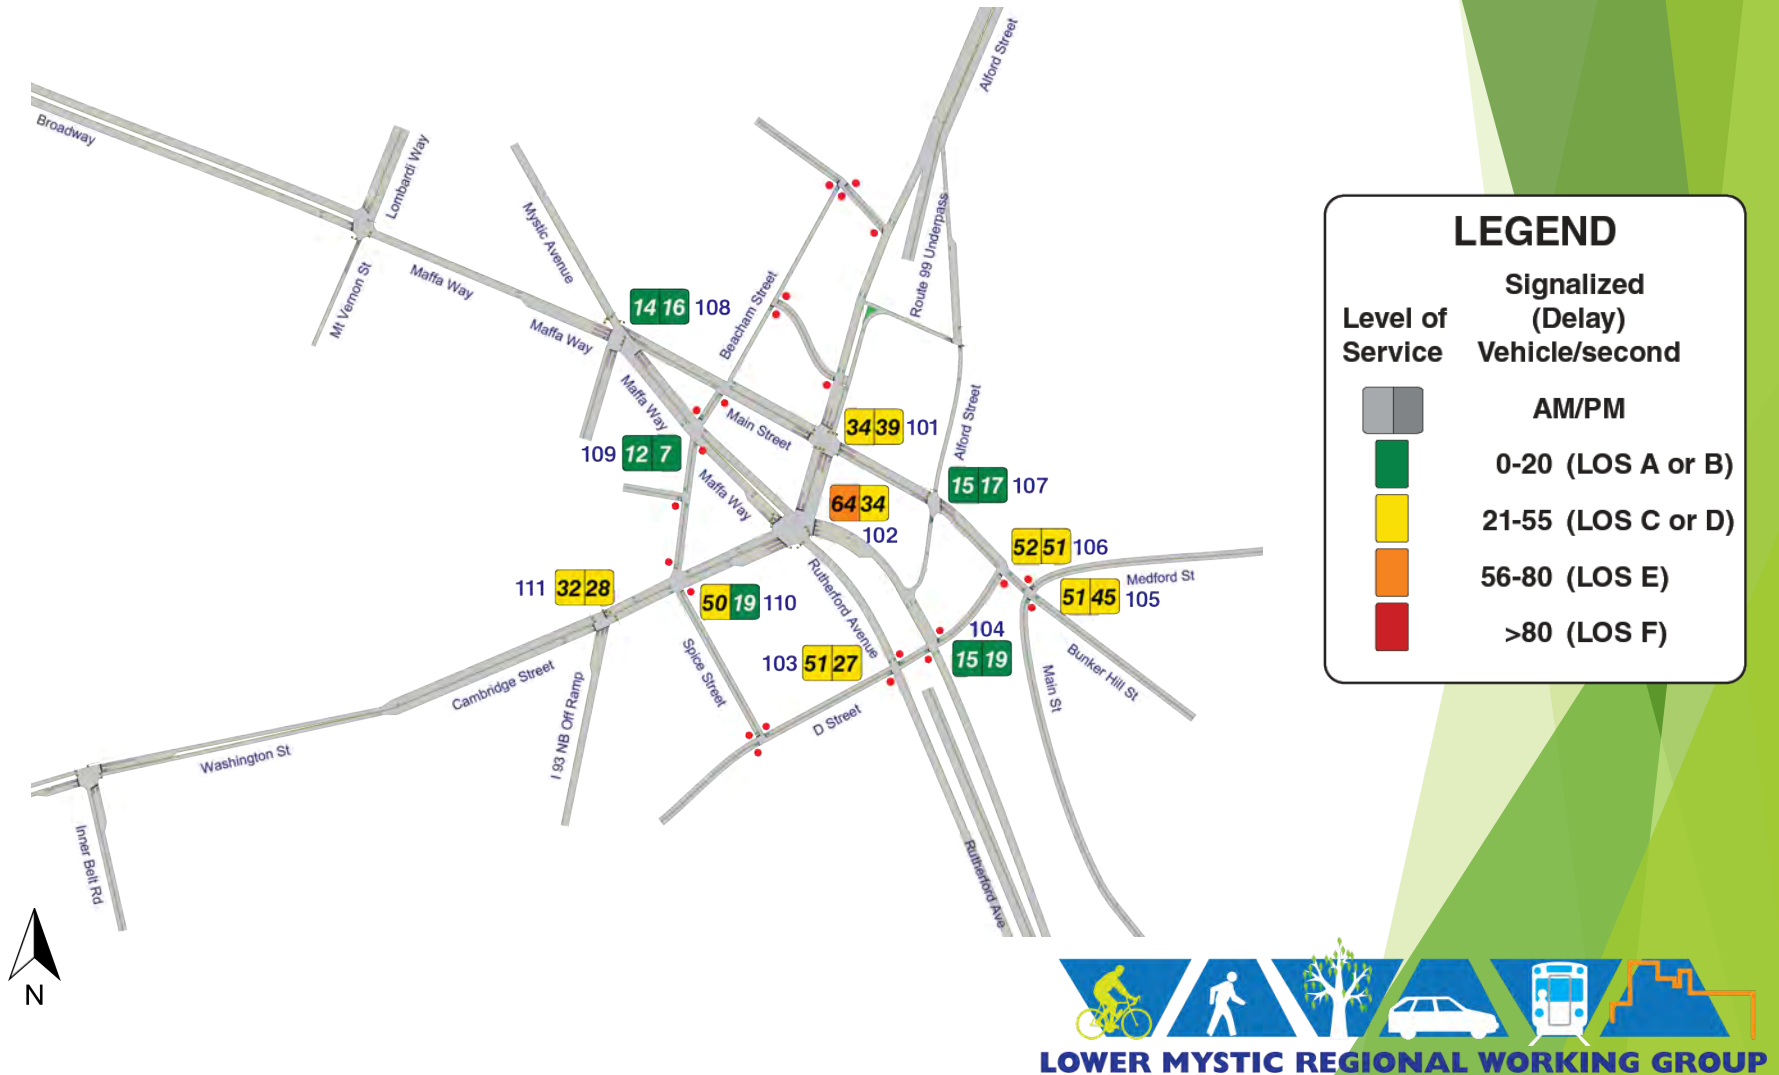 Alford Street
Broadway
Lombardi Way
Mt Vernon St
Maffa Way
Mystic Avenue
Maffa Way
14 16 108
Beacham Street
Route 99 Underpass
Maffa Way
Main Street
34 39 101
Alford Street
109 12 7
Maffa Way
15 17 107
64 34
102
52 51 106
Medford St
51 45 105
111 32 28
50 19 110
Rutherford Avenue
104
15 19
103 51 27
Spice Street
Bunker Hill St
Main St
Cambridge Street
I 93 NB Off Ramp
D Street
Washington St
Inner Belt Rd
Rutherford Ave
N
LEGEND
Level of
Service
Signalized
(Delay)
Vehicle/second
AM/PM
0-20 (LOS A or B)
21-55 (LOS C or D)
56-80 (LOS E)
>80 (LOS F)
LOWER MYSTIC REGIONAL WORKING GROUP